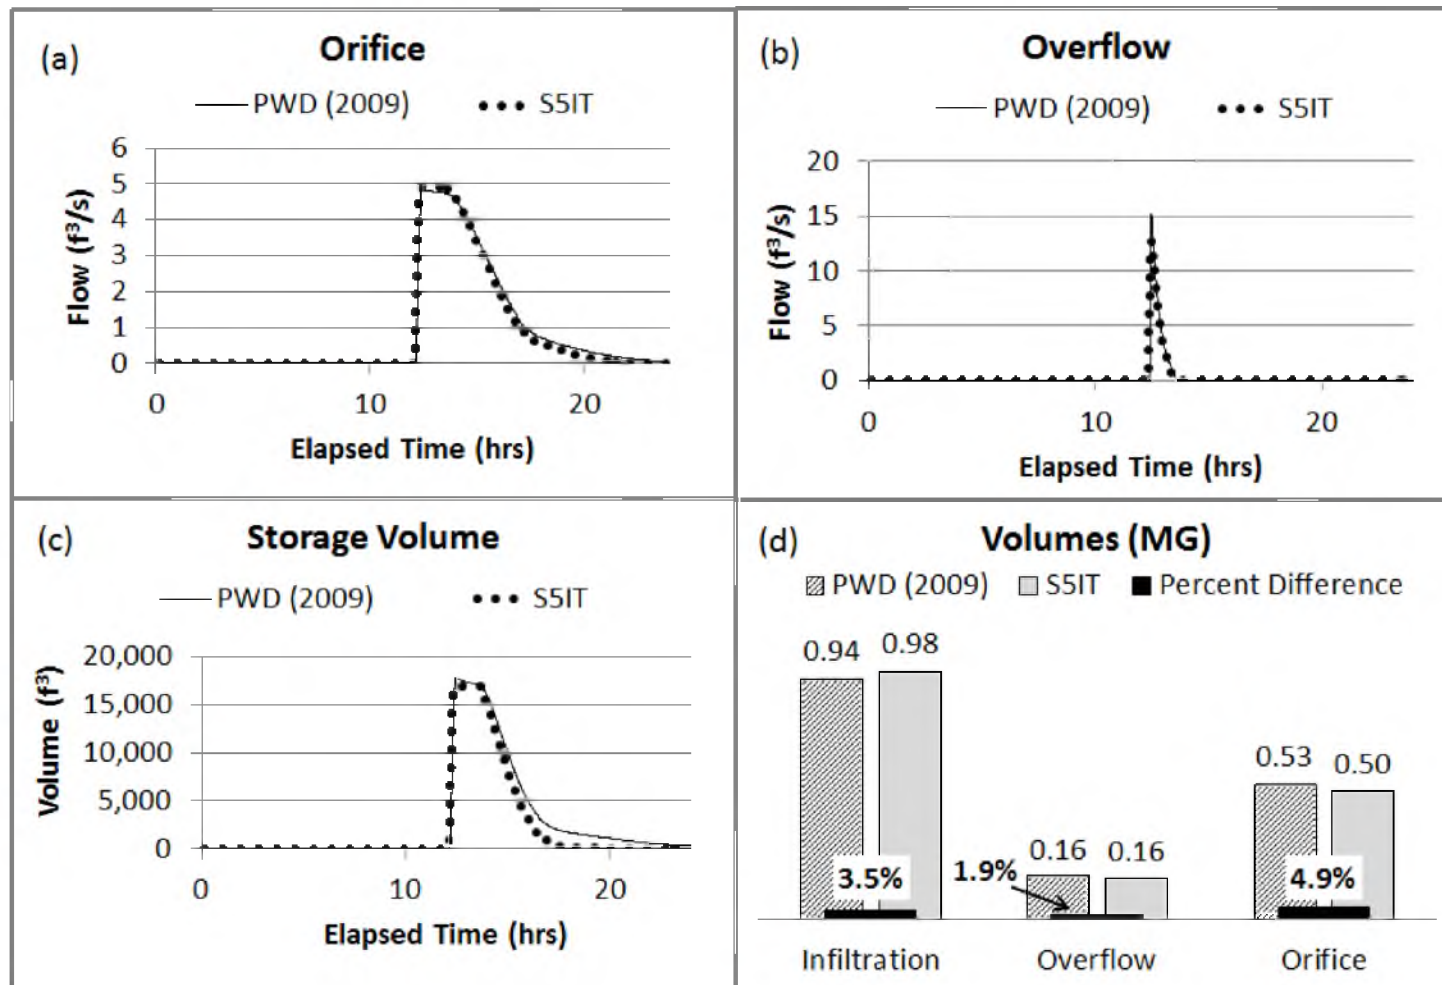 (a)
Orifice
PWD (2009) S5IT
6
5
4
3
2
1
0
Flow (f³/s)
0 10 20
Elapsed Time (hrs)
(b)
Overflow
PWD (2009) S5IT
20
15
10
5
0
Flow (f³/s)
0 10 20
Elapsed Time (hrs)
(c)
Storage Volume
PWD (2009) S5IT
20,000
15,000
10,000
5,000
0
Volume (f³)
0 10 20
Elapsed Time (hrs)
(d)
Volumes (MG)
PWD (2009) S5IT Percent Difference
0.94 0.98
0.53 0.50
0.16 0.16
3.5% 1.9% 4.9%
Infiltration Overflow Orifice